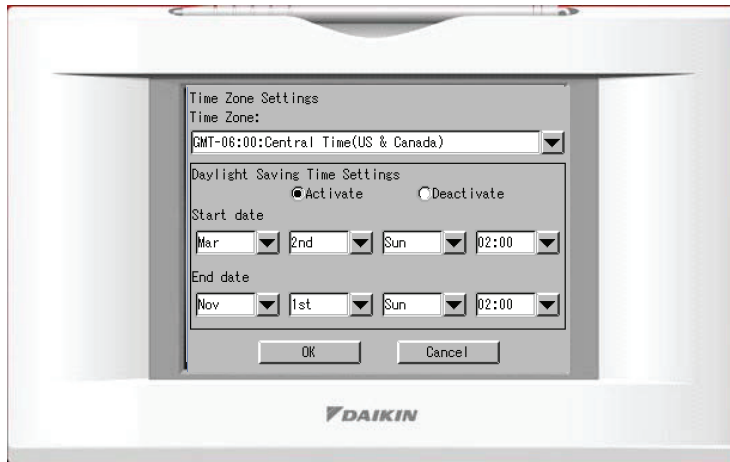 Time Zone Settings
Time Zone:
GMT-06:00:Central Time(US & Canada)
Daylight Saving Time Settings
Activate Deactivate
Start date
Mar 2nd Sun 02:00
End date
Nov 1st Sun 02:00
OK Cancel
DAIKIN